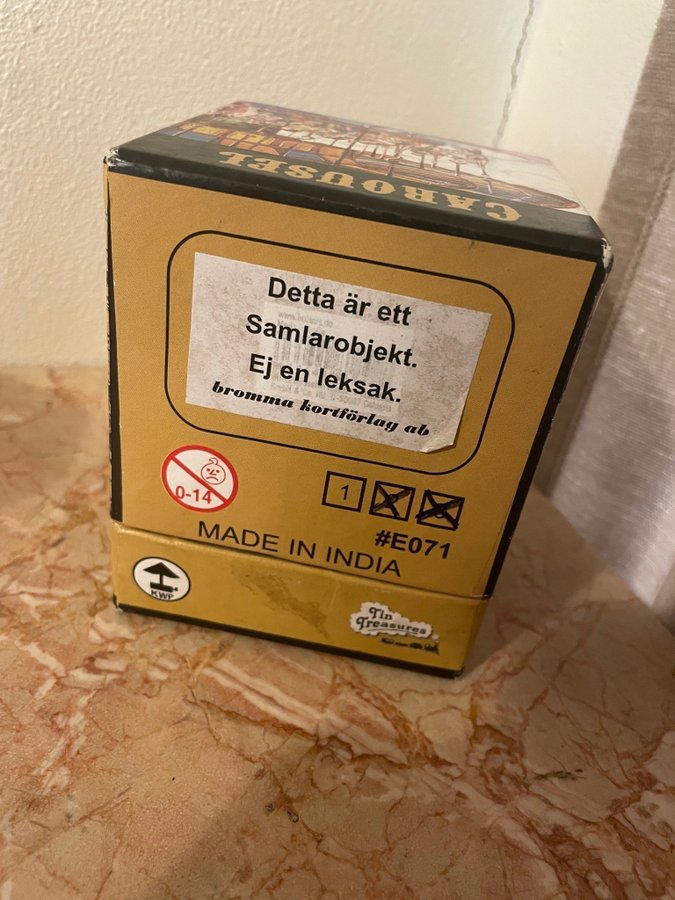 CAROUSEL
Detta är ett
Samlarobjekt.
Ej en leksak.
bromma kortförlag ab
0-14
1
#E071
MADE IN INDIA
KWP
Tin
Treasures